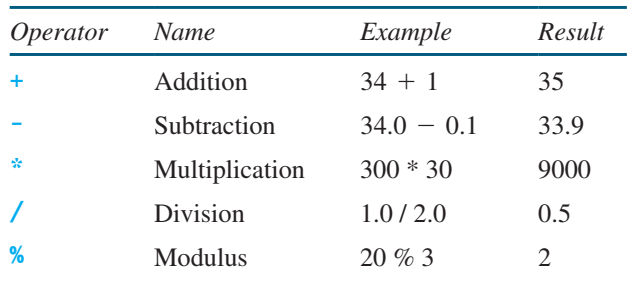 Operator Name Example Result
+ Addition 34 + 1 35
- Subtraction 34.0 − 0.1 33.9
* Multiplication 300 * 30 9000
/ Division 1.0 / 2.0 0.5
% Modulus 20 % 3 2